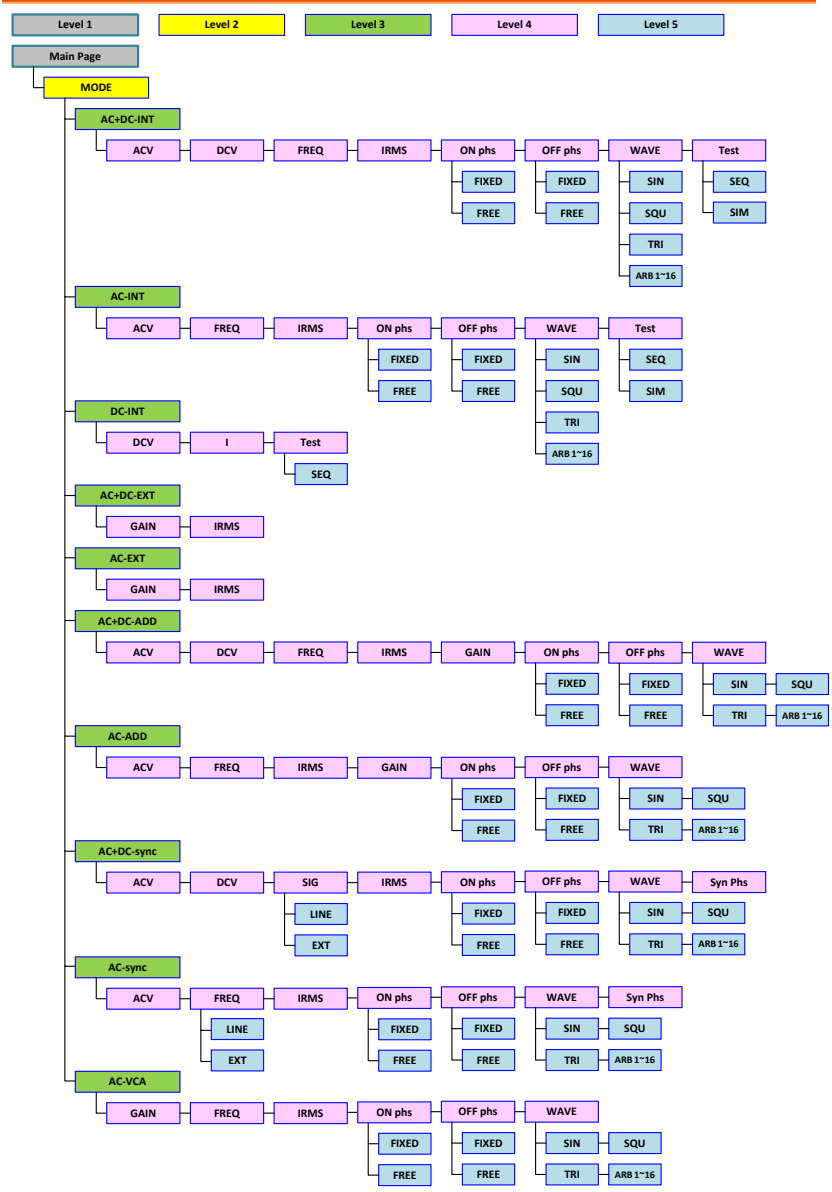 Level 1 Level 2 Level 3 Level 4 Level 5
Main Page
MODE
AC+DC-INT
ACV DCV FREQ IRMS ON phs OFF phs WAVE Test
FIXED FIXED SIN SEQ
FREE FREE SQU SIM
TRI
ARB 1~16
AC-INT
ACV FREQ IRMS ON phs OFF phs WAVE Test
FIXED FIXED SIN SEQ
FREE FREE SQU SIM
DC-INT
TRI
DCV I Test
ARB 1~16
SEQ
AC+DC-EXT
GAIN IRMS
AC-EXT
GAIN IRMS
AC+DC-ADD
ACV DCV FREQ IRMS GAIN ON phs OFF phs WAVE
FIXED FIXED SIN SQU
FREE FREE TRI ARB 1~16
AC-ADD
ACV FREQ IRMS GAIN ON phs OFF phs WAVE
FIXED FIXED SIN SQU
FREE FREE TRI ARB 1~16
AC+DC-sync
ACV DCV SIG IRMS ON phs OFF phs WAVE Syn Phs
LINE FIXED FIXED SIN SQU
EXT FREE FREE TRI ARB 1~16
AC-sync
ACV FREQ IRMS ON phs OFF phs WAVE Syn Phs
LINE FIXED FIXED SIN SQU
EXT FREE FREE TRI ARB 1~16
AC-VCA
GAIN FREQ IRMS ON phs OFF phs WAVE
FIXED FIXED SIN SQU
FREE FREE TRI ARB 1~16